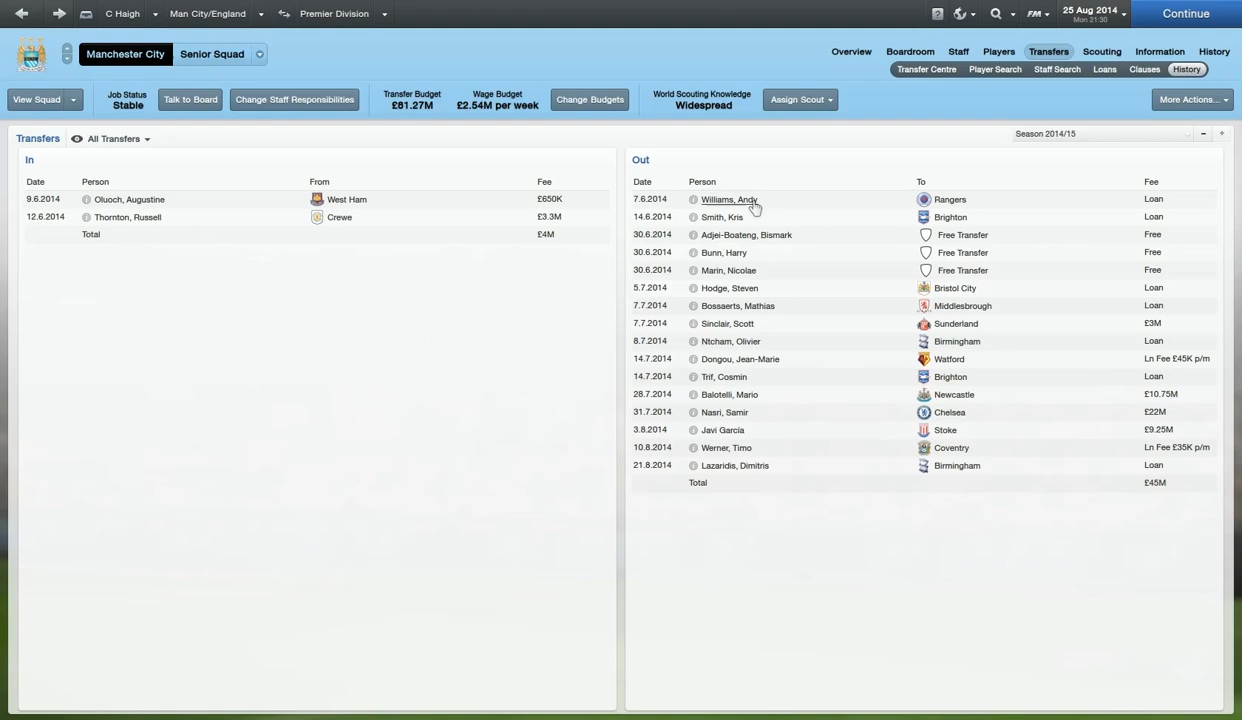 C Haigh Man City/England Premier Division ? FM 25 Aug 2014 Mon 21:30 Continue
Manchester City Senior Squad Overview Boardroom Staff Players Transfers Scouting Information History
Transfer Centre Player Search Staff Search Loans Clauses History
View Squad Job Status Stable Talk to Board Change Staff Responsibilities Transfer Budget £81.27M Wage Budget £2.54M per week Change Budgets World Scouting Knowledge Widespread Assign Scout More Actions...
Transfers All Transfers Season 2014/15 - +
In
Date Person From Fee
9.6.2014 Oluoch, Augustine West Ham £650K
12.6.2014 Thornton, Russell Crewe £3.3M
Total £4M
Out
Date Person To Fee
7.6.2014 Williams, Andy Rangers Loan
14.6.2014 Smith, Kris Brighton Loan
30.6.2014 Adjei-Boateng, Bismark Free Transfer Free
30.6.2014 Bunn, Harry Free Transfer Free
30.6.2014 Marin, Nicolae Free Transfer Free
5.7.2014 Hodge, Steven Bristol City Loan
7.7.2014 Bossaerts, Mathias Middlesbrough Loan
7.7.2014 Sinclair, Scott Sunderland £3M
8.7.2014 Ntcham, Olivier Birmingham Loan
14.7.2014 Dongou, Jean-Marie Watford Ln Fee £45K p/m
14.7.2014 Trif, Cosmin Brighton Loan
28.7.2014 Balotelli, Mario Newcastle £10.75M
31.7.2014 Nasri, Samir Chelsea £22M
3.8.2014 Javi García Stoke £9.25M
10.8.2014 Werner, Timo Coventry Ln Fee £35K p/m
21.8.2014 Lazaridis, Dimitris Birmingham Loan
Total £45M